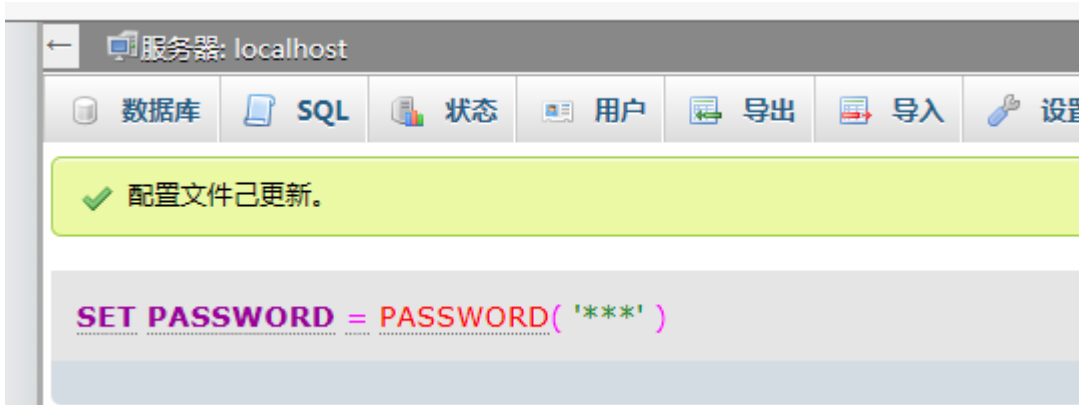 ← 服务器: localhost
数据库 SQL 状态 用户 导出 导入 设置
配置文件己更新。
SET PASSWORD = PASSWORD( '***' )